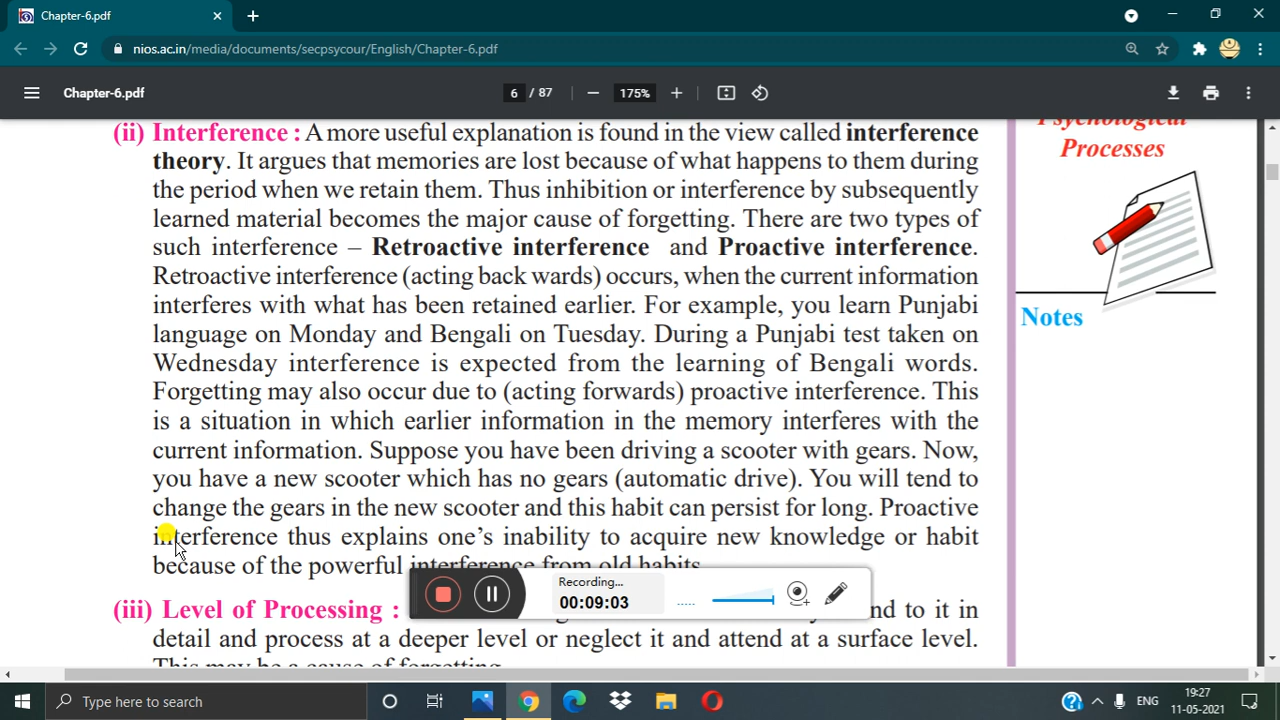 Chapter-6.pdf
nios.ac.in/media/documents/secpsycour/English/Chapter-6.pdf
Chapter-6.pdf
6 / 87
175%
(ii) Interference : A more useful explanation is found in the view called interference
theory. It argues that memories are lost because of what happens to them during
the period when we retain them. Thus inhibition or interference by subsequently
learned material becomes the major cause of forgetting. There are two types of
such interference – Retroactive interference and Proactive interference.
Retroactive interference (acting back wards) occurs, when the current information
interferes with what has been retained earlier. For example, you learn Punjabi
language on Monday and Bengali on Tuesday. During a Punjabi test taken on
Wednesday interference is expected from the learning of Bengali words.
Forgetting may also occur due to (acting forwards) proactive interference. This
is a situation in which earlier information in the memory interferes with the
current information. Suppose you have been driving a scooter with gears. Now,
you have a new scooter which has no gears (automatic drive). You will tend to
change the gears in the new scooter and this habit can persist for long. Proactive
interference thus explains one's inability to acquire new knowledge or habit
because of the powerful interference from old habits.
(iii) Level of Processing :
nd to it in
detail and process at a deeper level or neglect it and attend at a surface level.
This may be a cause of forgetting.
Psychological
Processes
Notes
Recording...
00:09:03
Type here to search
ENG
19:27
11-05-2021